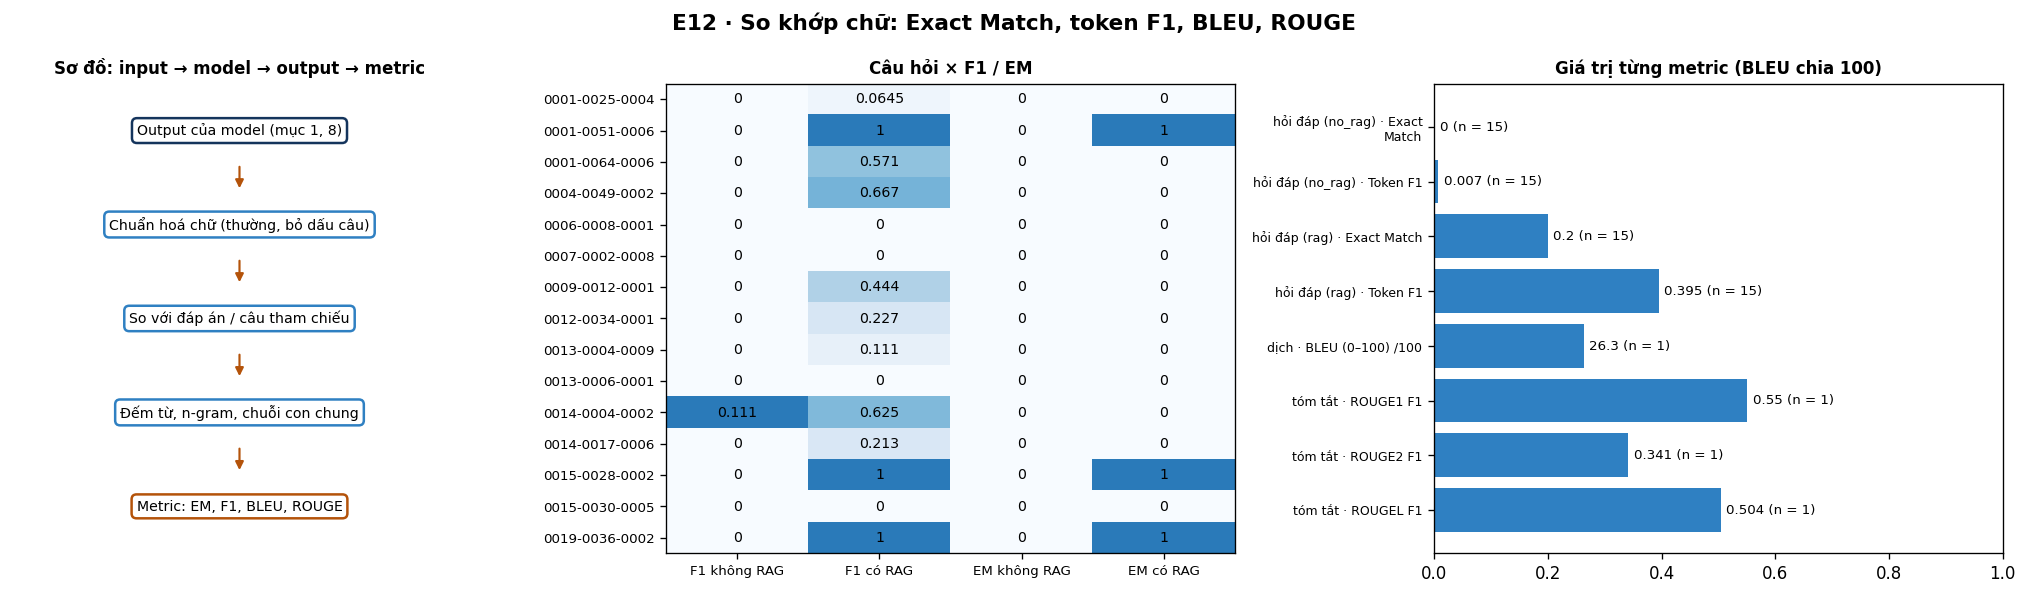 E12 · So khớp chữ: Exact Match, token F1, BLEU, ROUGE
Sơ đồ: input → model → output → metric
Output của model (mục 1, 8)
Chuẩn hoá chữ (thường, bỏ dấu câu)
So với đáp án / câu tham chiếu
Đếm từ, n-gram, chuỗi con chung
Metric: EM, F1, BLEU, ROUGE
Câu hỏi × F1 / EM
0001-0025-0004 0 0.0645 0 0
0001-0051-0006 0 1 0 1
0001-0064-0006 0 0.571 0 0
0004-0049-0002 0 0.667 0 0
0006-0008-0001 0 0 0 0
0007-0002-0008 0 0 0 0
0009-0012-0001 0 0.444 0 0
0012-0034-0001 0 0.227 0 0
0013-0004-0009 0 0.111 0 0
0013-0006-0001 0 0 0 0
0014-0004-0002 0.111 0.625 0 0
0014-0017-0006 0 0.213 0 0
0015-0028-0002 0 1 0 1
0015-0030-0005 0 0 0 0
0019-0036-0002 0 1 0 1
F1 không RAG F1 có RAG EM không RAG EM có RAG
Giá trị từng metric (BLEU chia 100)
hỏi đáp (no_rag) · Exact
Match
0 (n = 15)
hỏi đáp (no_rag) · Token F1 0.007 (n = 15)
hỏi đáp (rag) · Exact Match 0.2 (n = 15)
hỏi đáp (rag) · Token F1 0.395 (n = 15)
dịch · BLEU (0–100) /100 26.3 (n = 1)
tóm tắt · ROUGE1 F1 0.55 (n = 1)
tóm tắt · ROUGE2 F1 0.341 (n = 1)
tóm tắt · ROUGEL F1 0.504 (n = 1)
0.0 0.2 0.4 0.6 0.8 1.0